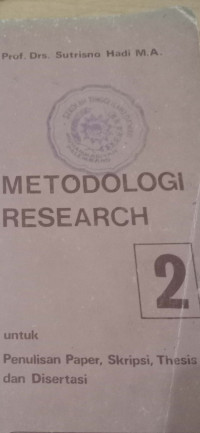 Prof. Drs. Sutrisno Hadi M.A.
METODOLOGI
RESEARCH
2
untuk
Penulisan Paper, Skripsi, Thesis
dan Disertasi